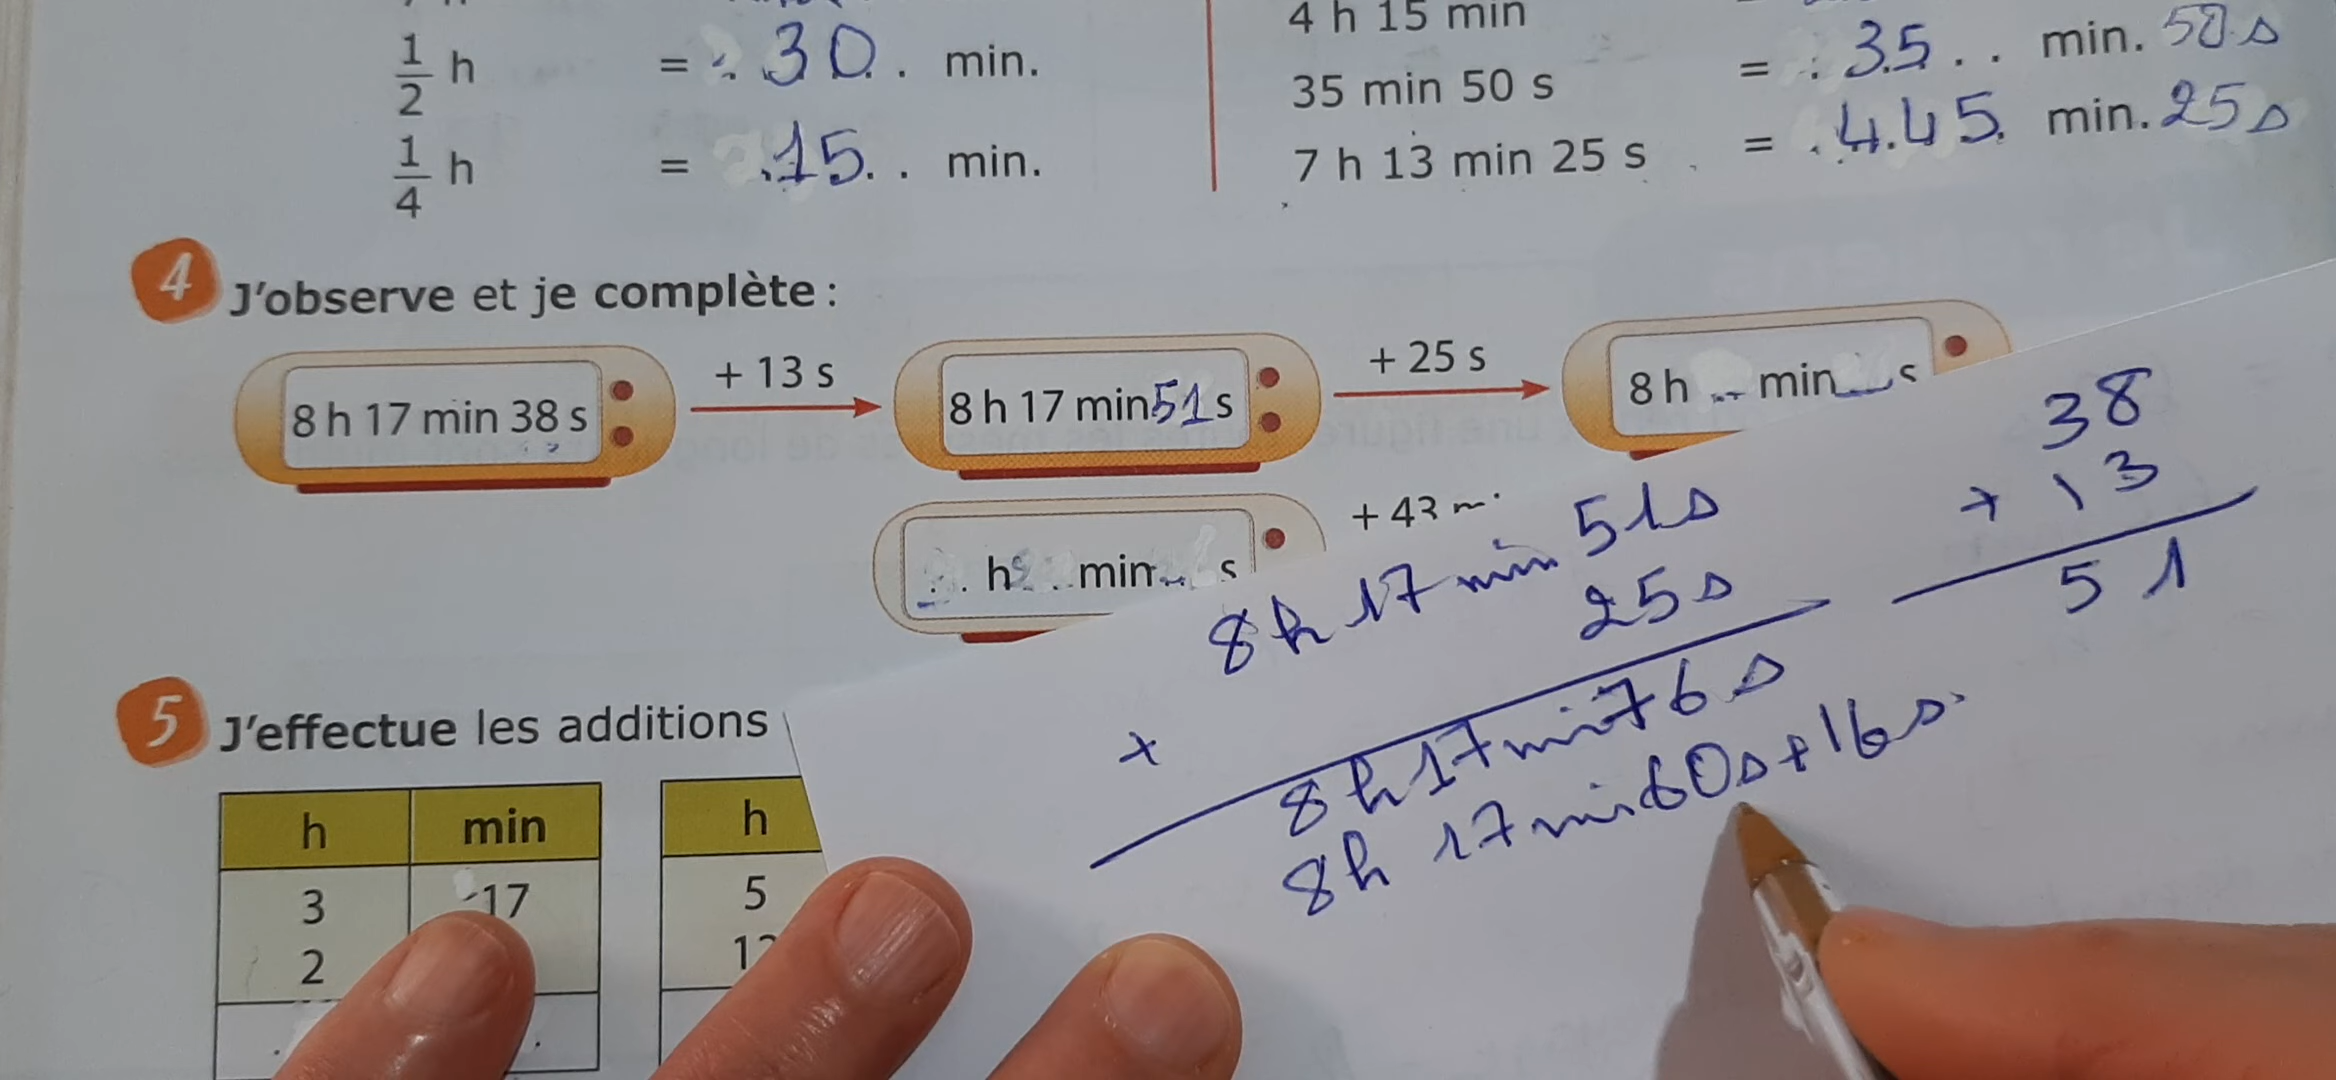 1/2 h = 30 . min.
1/4 h = .15. . min.
4 h 15 min
35 min 50 s = . 35 . . min. 50 s
7 h 13 min 25 s = . 4.45. min. 25 s
4 J'observe et je complète :
8 h 17 min 38 s
+ 13 s
8 h 17 min 51 s
+ 25 s
8 h ... min ... s
. . h . . min ... s
+ 43
38
+ 13
51
8 h 17 min 51 s
+ 25 s
8 h 17 min 76 s
8 h 17 min 60 s + 16 s
5 J'effectue les additions
h min
3 17
2
h
5